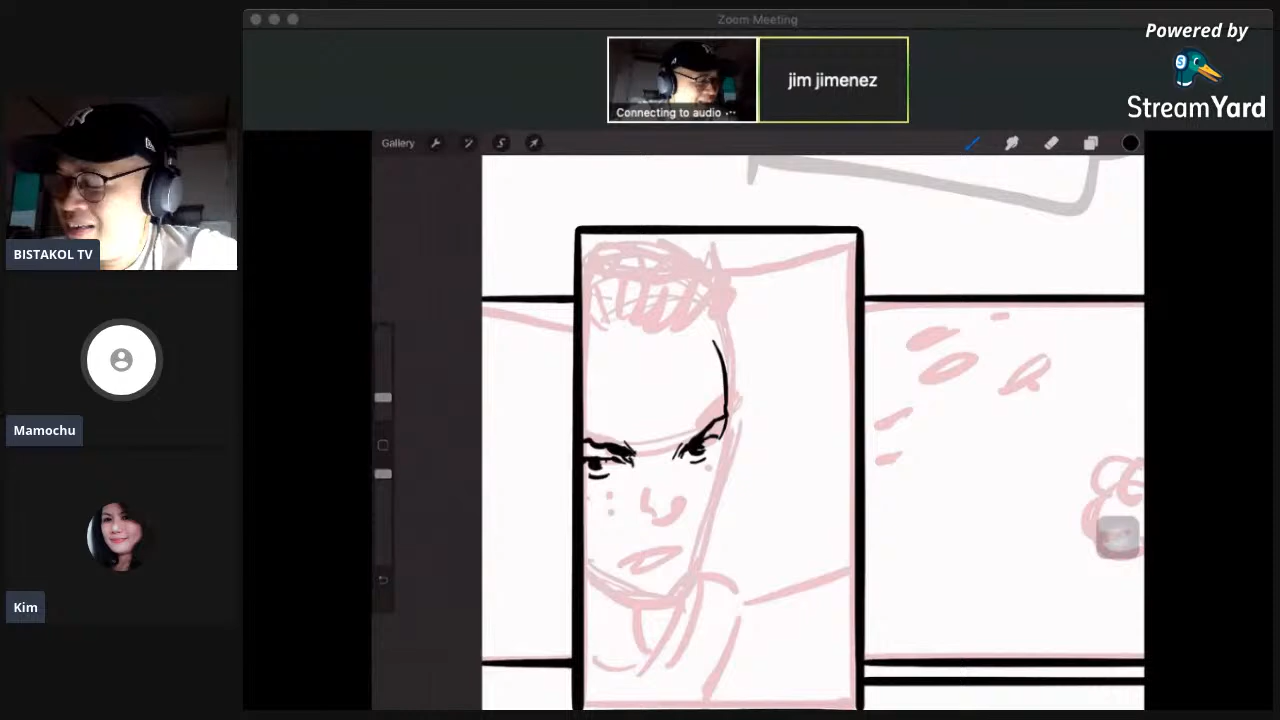 Zoom Meeting
Powered by
StreamYard
jim jimenez
Connecting to audio ···
Gallery
BISTAKOL TV
Mamochu
Kim